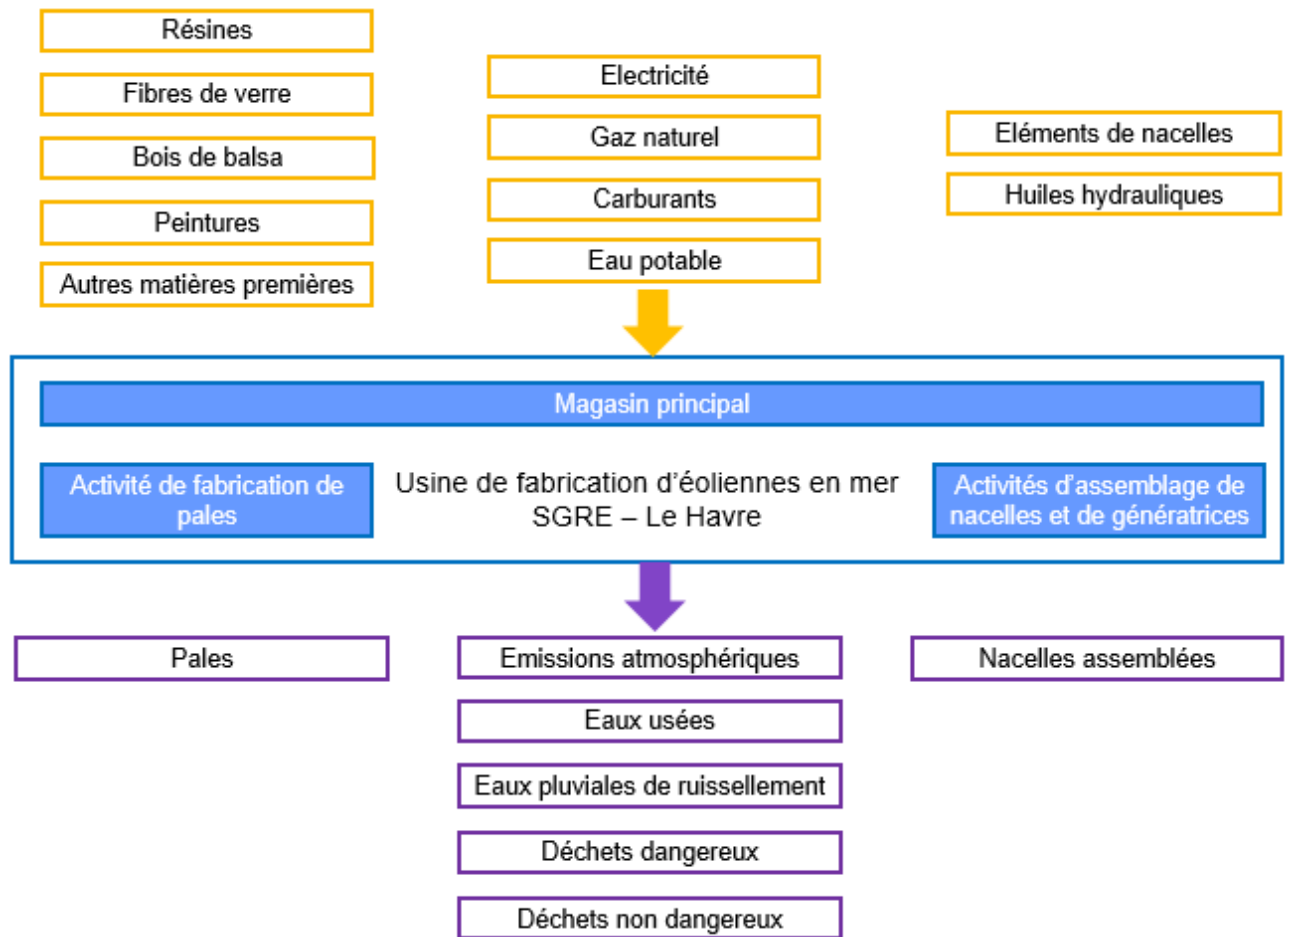 Résines
Fibres de verre
Bois de balsa
Peintures
Autres matières premières
Electricité
Gaz naturel
Carburants
Eau potable
Eléments de nacelles
Huiles hydrauliques
Magasin principal
Activité de fabrication de
pales
Usine de fabrication d'éoliennes en mer
SGRE – Le Havre
Activités d'assemblage de
nacelles et de génératrices
Pales
Emissions atmosphériques
Eaux usées
Eaux pluviales de ruissellement
Déchets dangereux
Déchets non dangereux
Nacelles assemblées